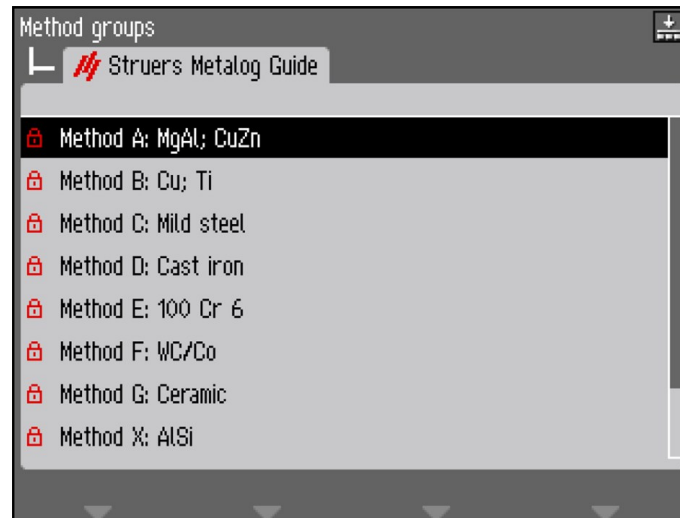 Method groups
Struers Metalog Guide
Method A: MgAl; CuZn
Method B: Cu; Ti
Method C: Mild steel
Method D: Cast iron
Method E: 100 Cr 6
Method F: WC/Co
Method G: Ceramic
Method X: AlSi